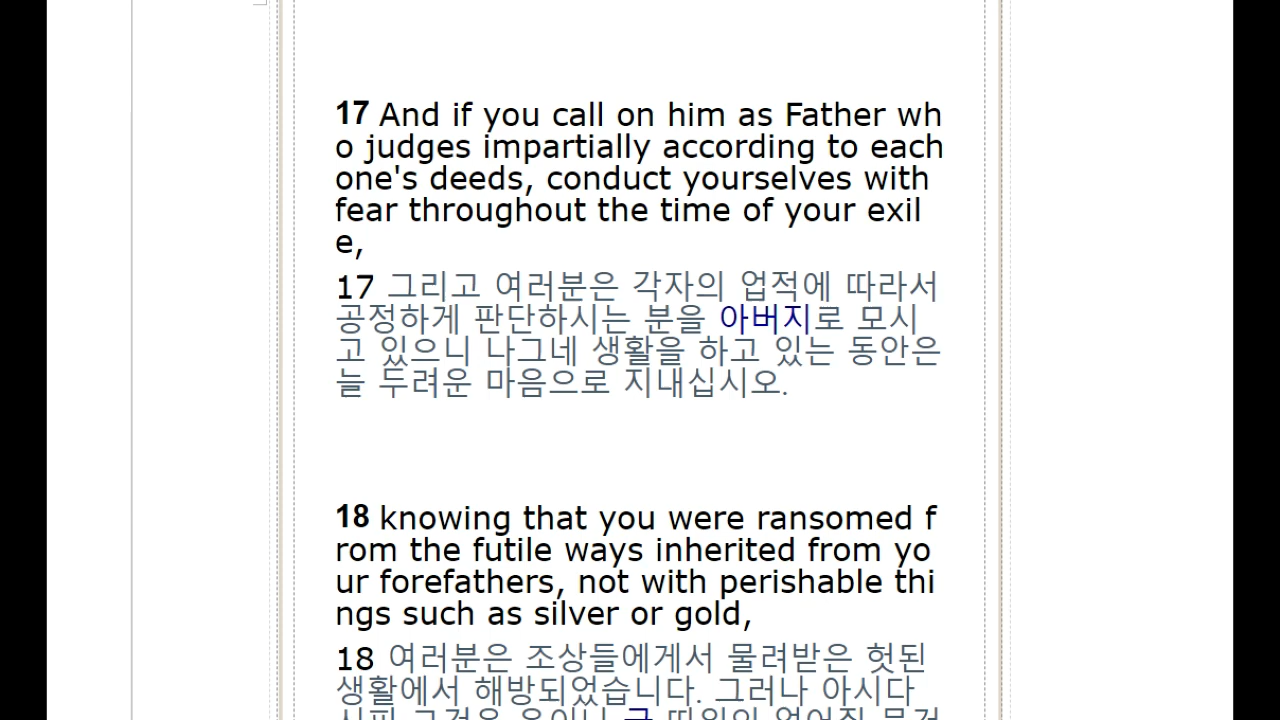 17 And if you call on him as Father wh
o judges impartially according to each
one's deeds, conduct yourselves with
fear throughout the time of your exil
e,
17 그리고 여러분은 각자의 업적에 따라서
공정하게 판단하시는 분을 아버지로 모시
고 있으니 나그네 생활을 하고 있는 동안은
늘 두려운 마음으로 지내십시오.
18 knowing that you were ransomed f
rom the futile ways inherited from yo
ur forefathers, not with perishable thi
ngs such as silver or gold,
18 여러분은 조상들에게서 물려받은 헛된
생활에서 해방되었습니다. 그러나 아시다